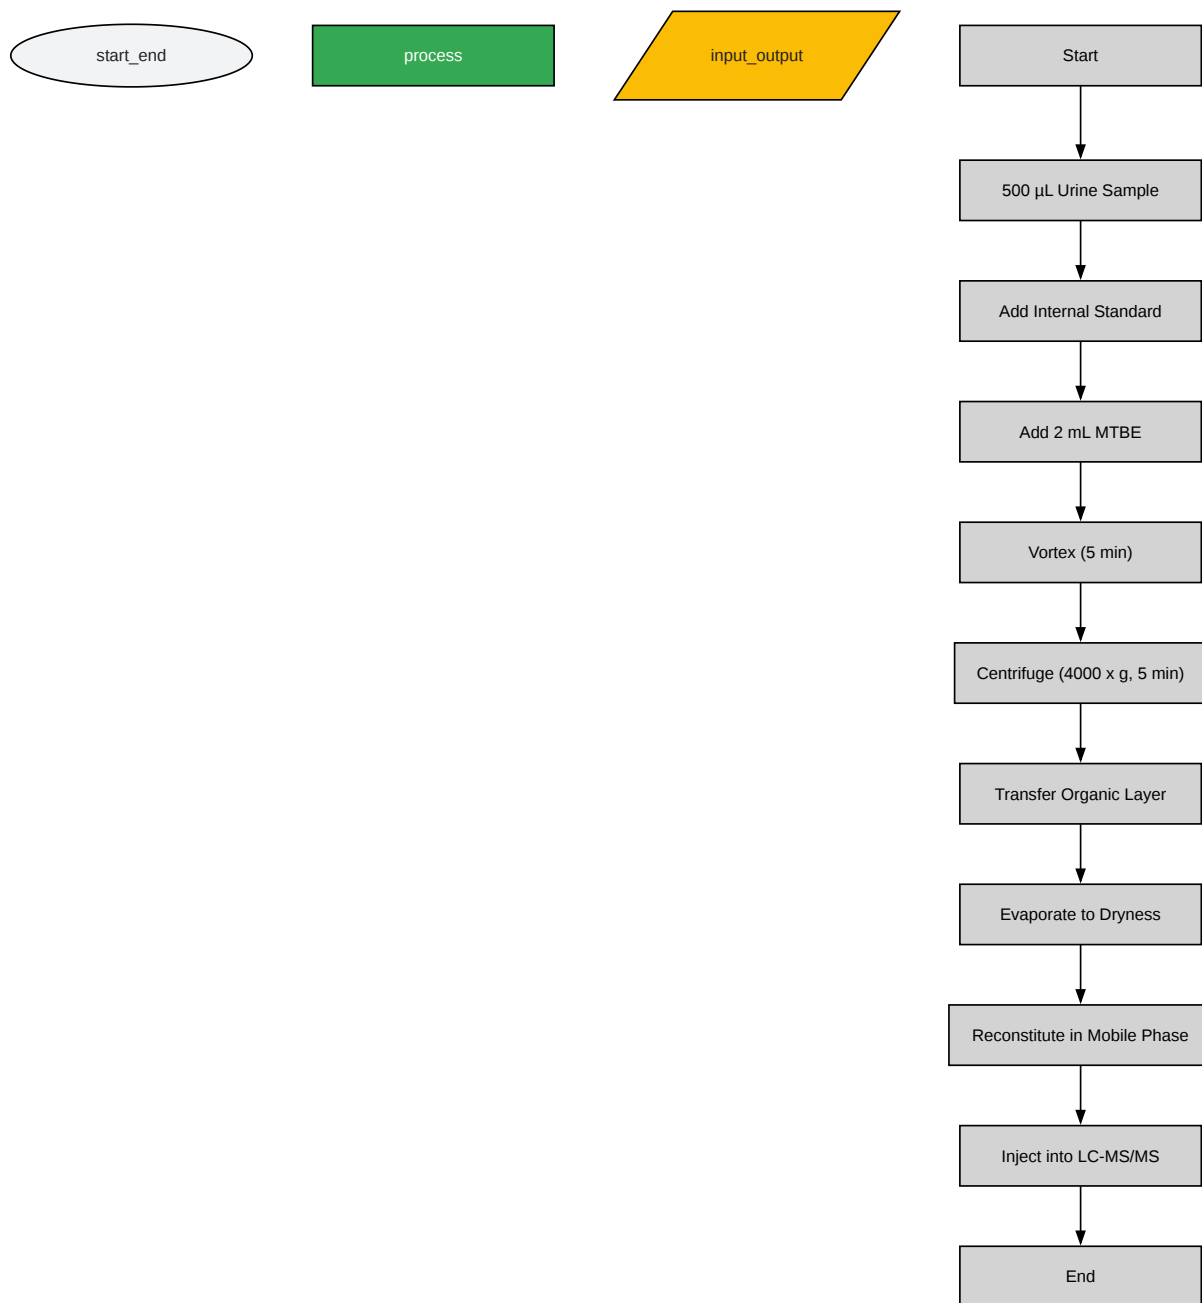 start_end
process
input_output
Start
500 µL Urine Sample
Add Internal Standard
Add 2 mL MTBE
Vortex (5 min)
Centrifuge (4000 x g, 5 min)
Transfer Organic Layer
Evaporate to Dryness
Reconstitute in Mobile Phase
Inject into LC-MS/MS
End